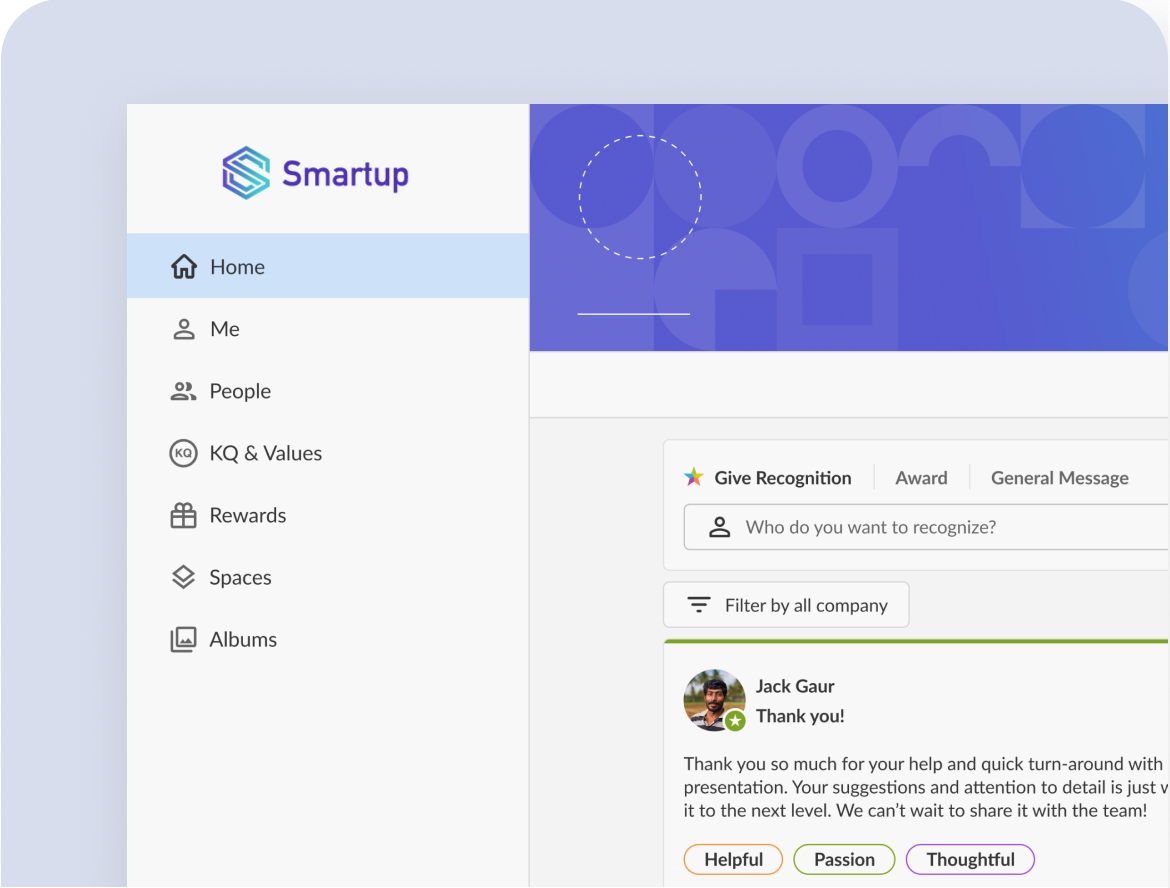 Smartup
Home
Me
People
KQ KQ & Values
Rewards
Spaces
Albums
Give Recognition Award General Message
Who do you want to recognize?
Filter by all company
Jack Gaur
Thank you!
Thank you so much for your help and quick turn-around with
presentation. Your suggestions and attention to detail is just
it to the next level. We can’t wait to share it with the team!
Helpful Passion Thoughtful